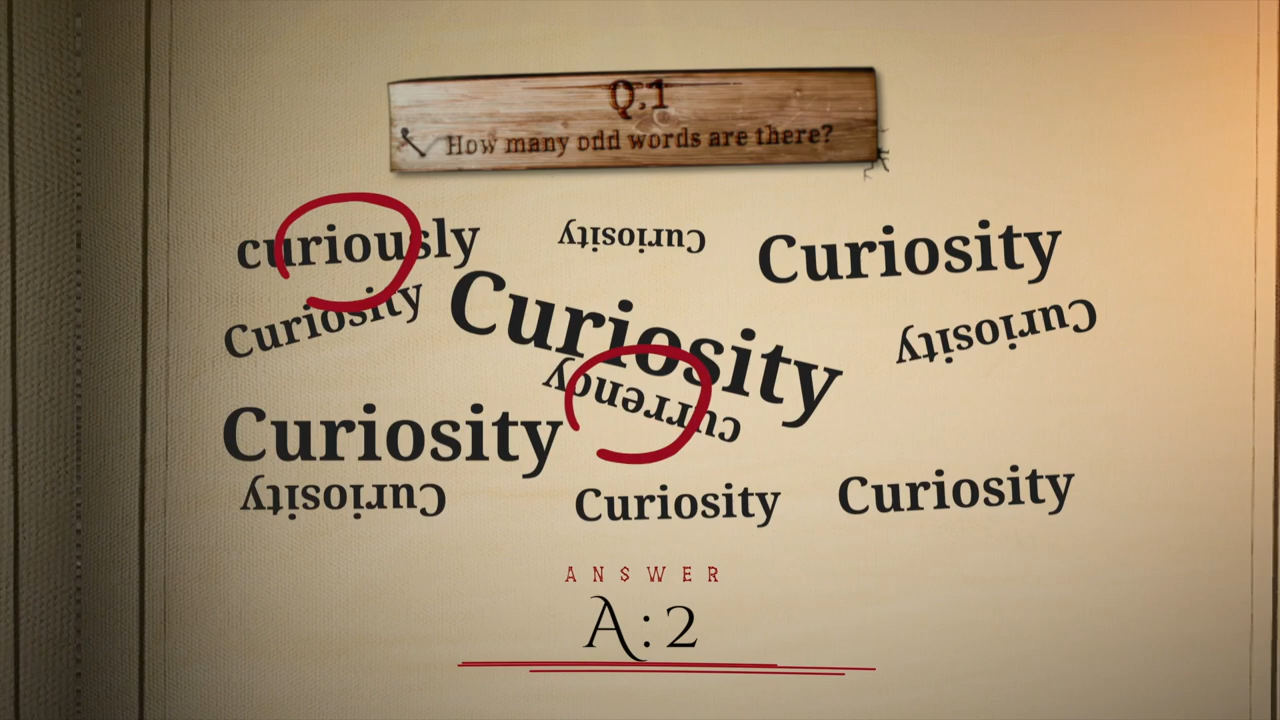 Q.1
How many odd words are there?
curiously
Curiosity
Curiosity
Curiosity
Curiosity
Curiosity
currency
Curiosity
Curiosity
Curiosity
Curiosity
ANSWER
A:2